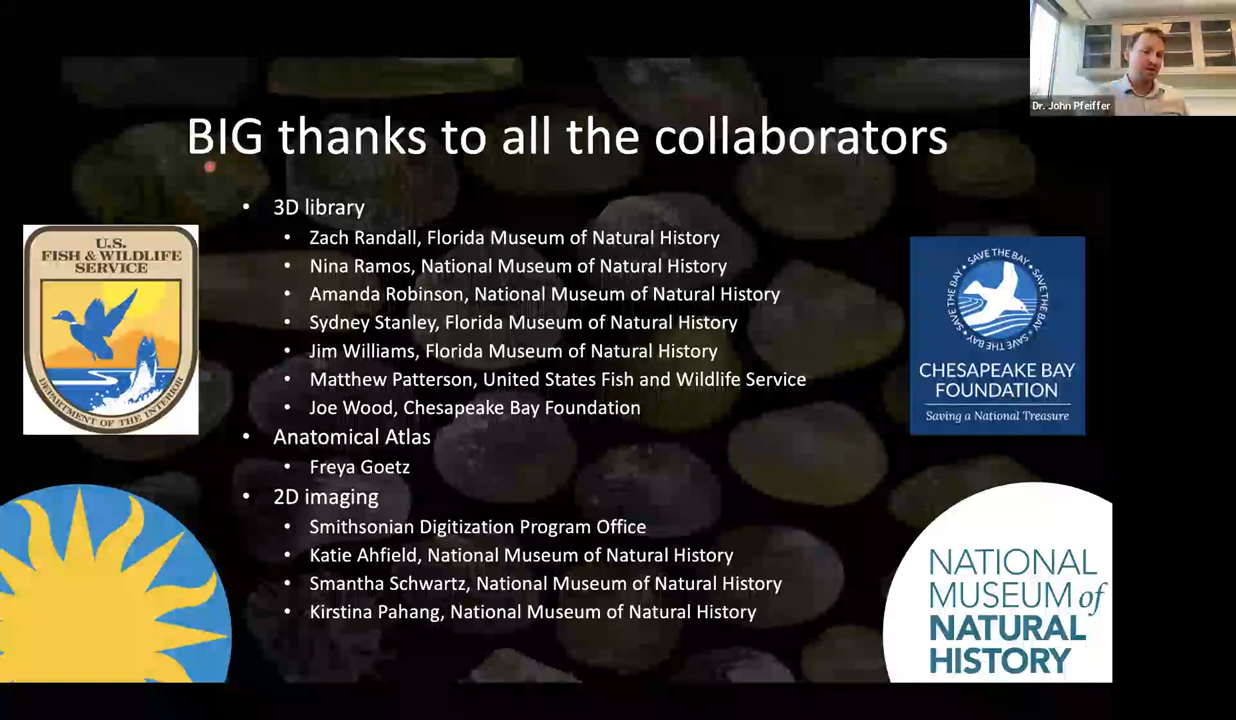 Dr. John Pfeiffer
BIG thanks to all the collaborators
• 3D library
• Zach Randall, Florida Museum of Natural History
• Nina Ramos, National Museum of Natural History
• Amanda Robinson, National Museum of Natural History
• Sydney Stanley, Florida Museum of Natural History
• Jim Williams, Florida Museum of Natural History
• Matthew Patterson, United States Fish and Wildlife Service
• Joe Wood, Chesapeake Bay Foundation
• Anatomical Atlas
• Freya Goetz
• 2D imaging
• Smithsonian Digitization Program Office
• Katie Ahfield, National Museum of Natural History
• Smantha Schwartz, National Museum of Natural History
• Kirstina Pahang, National Museum of Natural History
U.S.
FISH & WILDLIFE
SERVICE
DEPARTMENT OF THE INTERIOR
SAVE THE BAY • SAVE THE BAY • SAVE THE BAY • SAVE THE BAY •
CHESAPEAKE BAY
FOUNDATION
Saving a National Treasure
NATIONAL
MUSEUM of
NATURAL
HISTORY